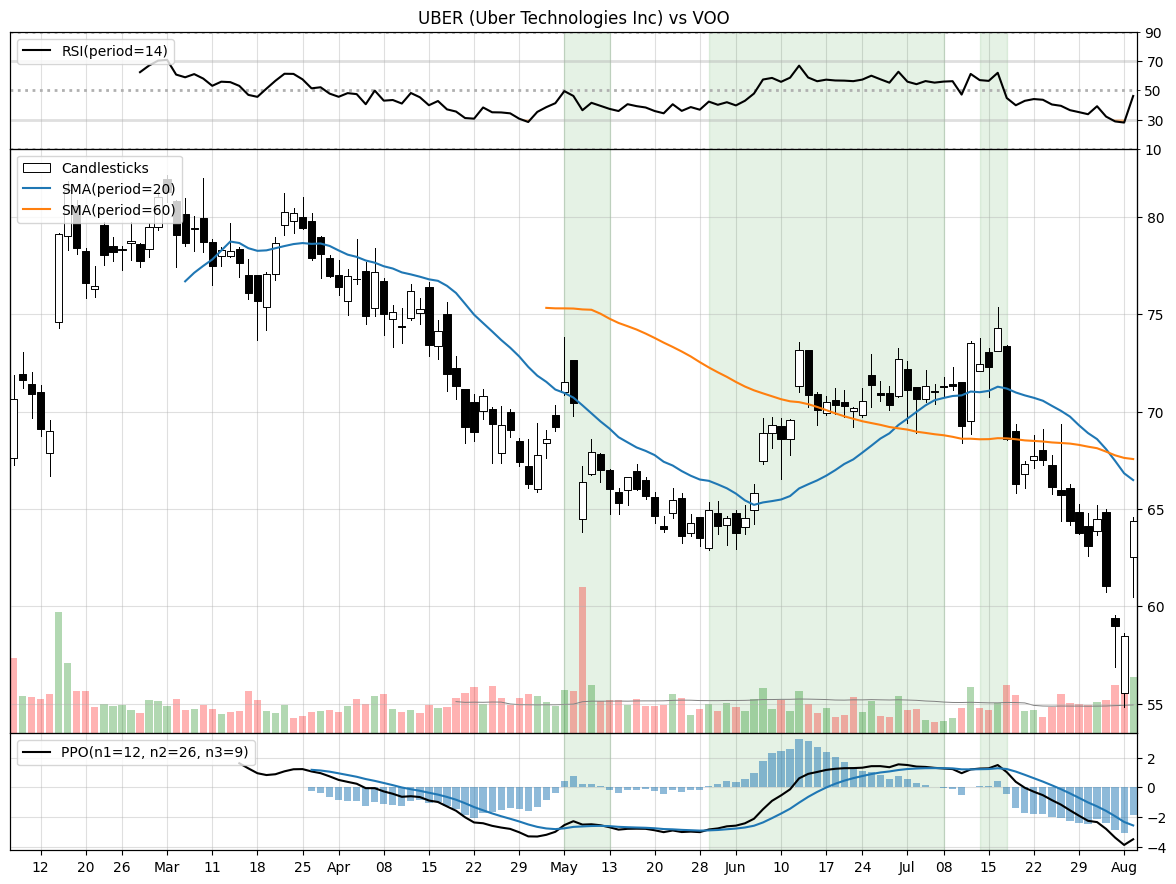 UBER (Uber Technologies Inc) vs VOO
RSI(period=14)
90
70
50
30
10
Candlesticks
SMA(period=20)
SMA(period=60)
80
75
70
65
60
55
PPO(n1=12, n2=26, n3=9)
2
0
−2
−4
12 20 26 Mar 11 18 Apr 08 15 22 29 May 13 20 28 Jun 10 17 24 Jul 08 15 22 29 Aug